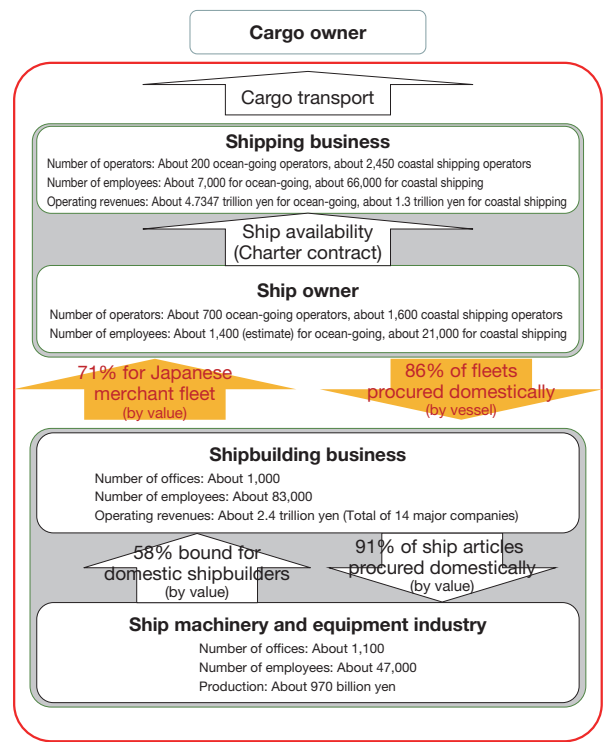 Cargo owner
Cargo transport
Shipping business
Number of operators: About 200 ocean-going operators, about 2,450 coastal shipping operators
Number of employees: About 7,000 for ocean-going, about 66,000 for coastal shipping
Operating revenues: About 4.7347 trillion yen for ocean-going, about 1.3 trillion yen for coastal shipping
Ship availability
(Charter contract)
Ship owner
Number of operators: About 700 ocean-going operators, about 1,600 coastal shipping operators
Number of employees: About 1,400 (estimate) for ocean-going, about 21,000 for coastal shipping
71% for Japanese
merchant fleet
(by value)
86% of fleets
procured domestically
(by vessel)
Shipbuilding business
Number of offices: About 1,000
Number of employees: About 83,000
Operating revenues: About 2.4 trillion yen (Total of 14 major companies)
58% bound for
domestic shipbuilders
(by value)
91% of ship articles
procured domestically
(by value)
Ship machinery and equipment industry
Number of offices: About 1,100
Number of employees: About 47,000
Production: About 970 billion yen